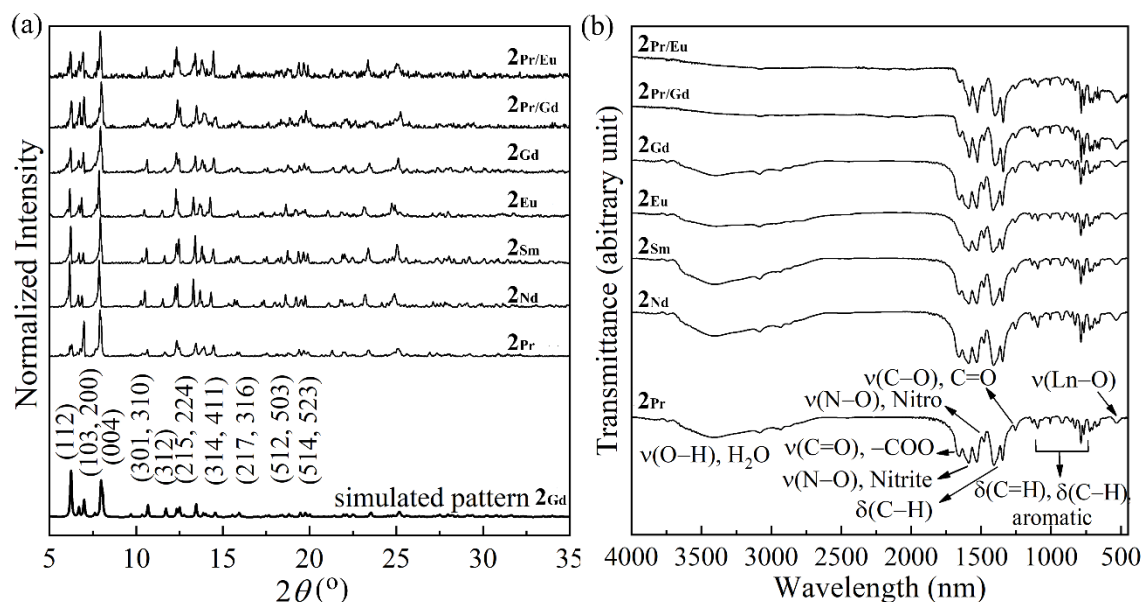 (a)
Normalized Intensity
2Pr/Eu
2Pr/Gd
2Gd
2Eu
2Sm
2Nd
2Pr
(112)
(103, 200)
(004)
(301, 310)
(312)
(215, 224)
(314, 411)
(217, 316)
(512, 503)
(514, 523)
simulated pattern 2Gd
5 10 15 20 25 30 35
2θ (°)
(b)
Transmittance (abitrary unit)
2Pr/Eu
2Pr/Gd
2Gd
2Eu
2Sm
2Nd
2Pr
ν(C–O), C=O
ν(Ln–O)
ν(N–O), Nitro
ν(O–H), H2O
ν(C=O), –COO
ν(N–O), Nitrite
δ(C–H)
δ(C=H), δ(C–H),
aromatic
4000 3500 3000 2500 2000 1500 1000 450
Wavelength (nm)